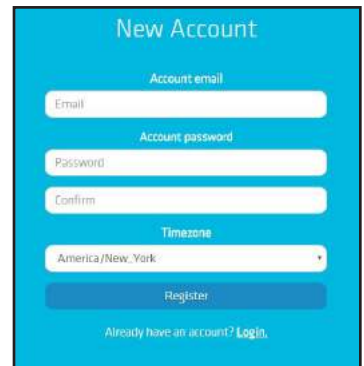 New Account
Account email
Email
Account password
Password
Confirm
Timezone
America/New_York
Register
Already have an account? Login.